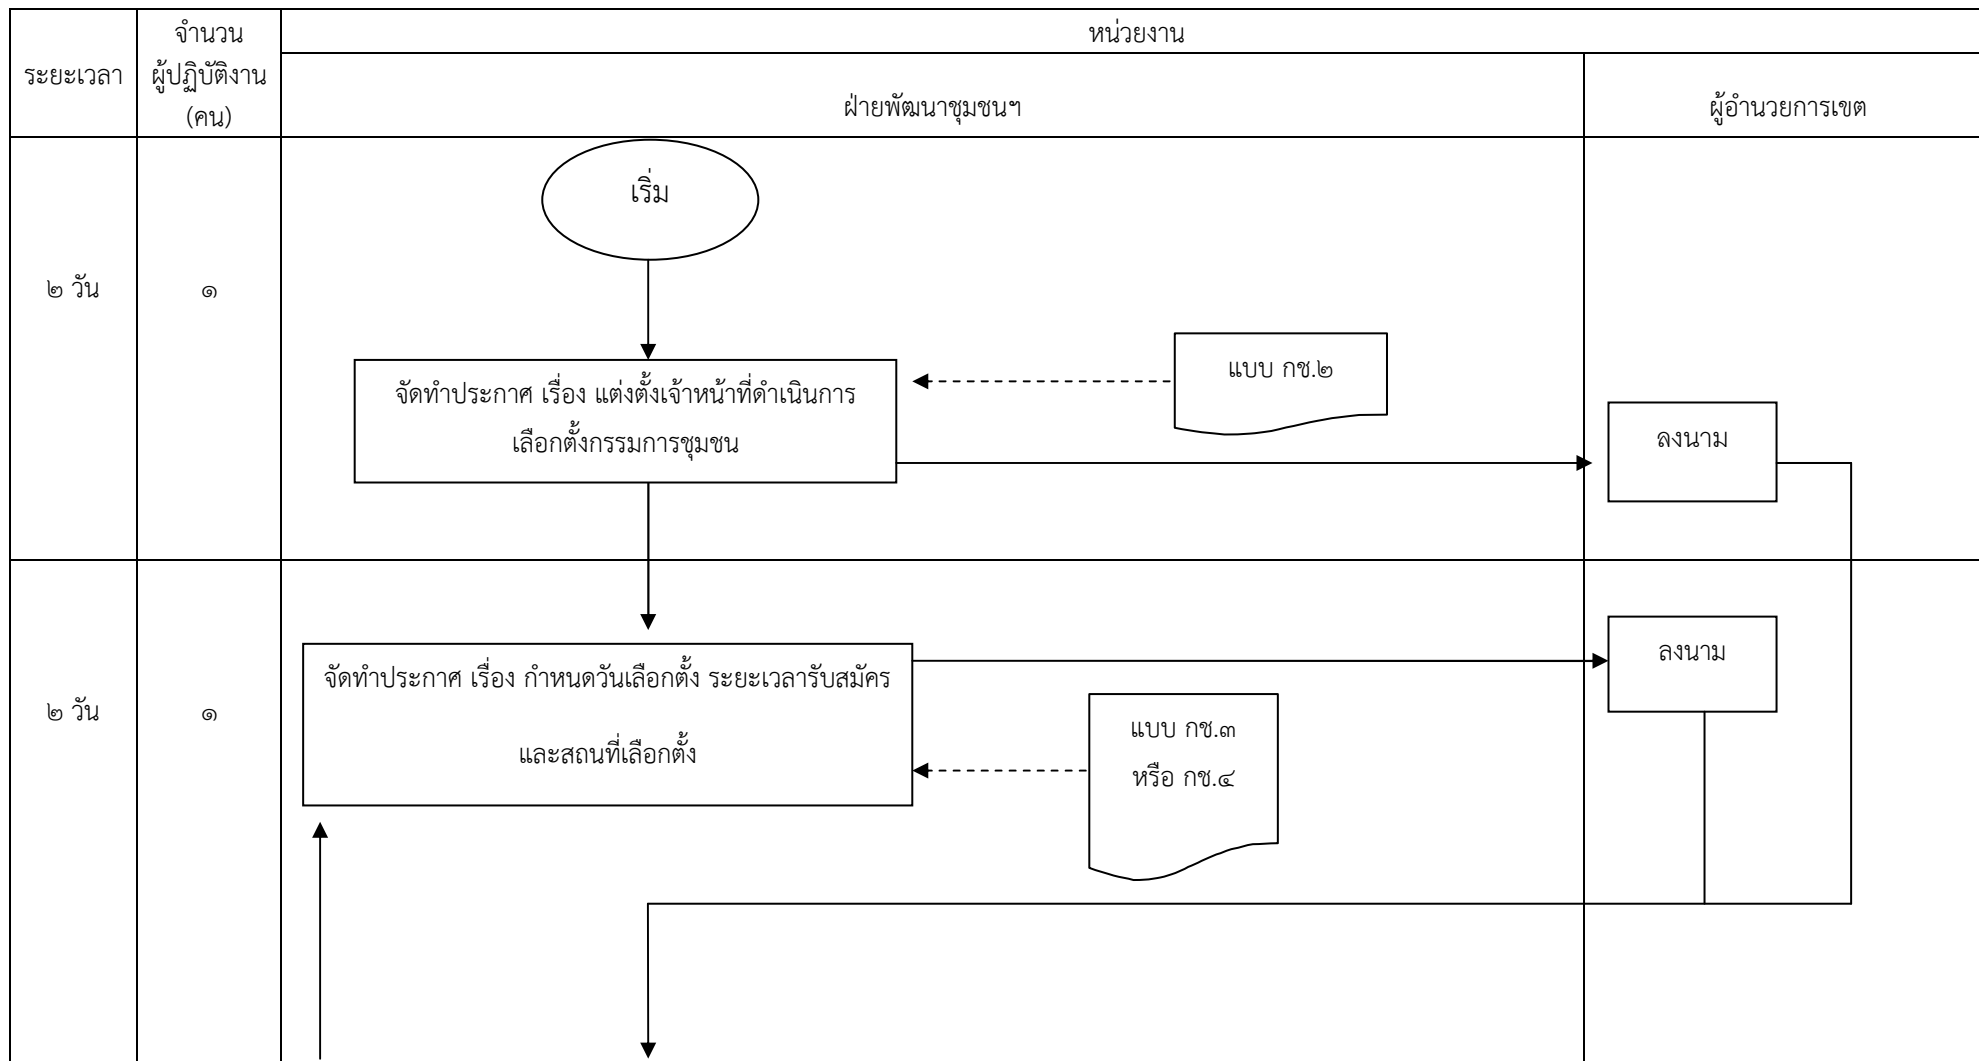 ระยะเวลา
จำนวน
ผู้ปฏิบัติงาน
(คน)
หน่วยงาน
ฝ่ายพัฒนาชุมชนฯ
ผู้อำนวยการเขต
เริ่ม
๒ วัน
๑
แบบ กช.๒
จัดทำประกาศ เรื่อง แต่งตั้งเจ้าหน้าที่ดำเนินการ
เลือกตั้งกรรมการชุมชน
ลงนาม
๒ วัน
๑
จัดทำประกาศ เรื่อง กำหนดวันเลือกตั้ง ระยะเวลารับสมัคร
และสถนที่เลือกตั้ง
ลงนาม
แบบ กช.๓
หรือ กช.๔